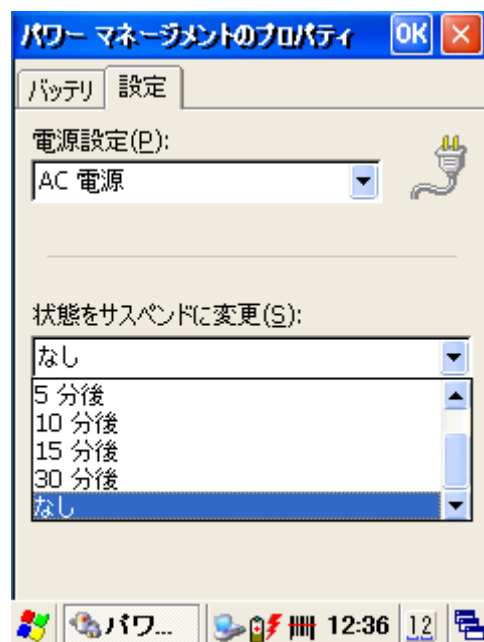 パワー マネージメントのプロパティ OK
バッテリ 設定
電源設定(P):
AC 電源
状態をサスペンドに変更(S):
なし
5 分後
10 分後
15 分後
30 分後
なし
パワ... 12:36 12